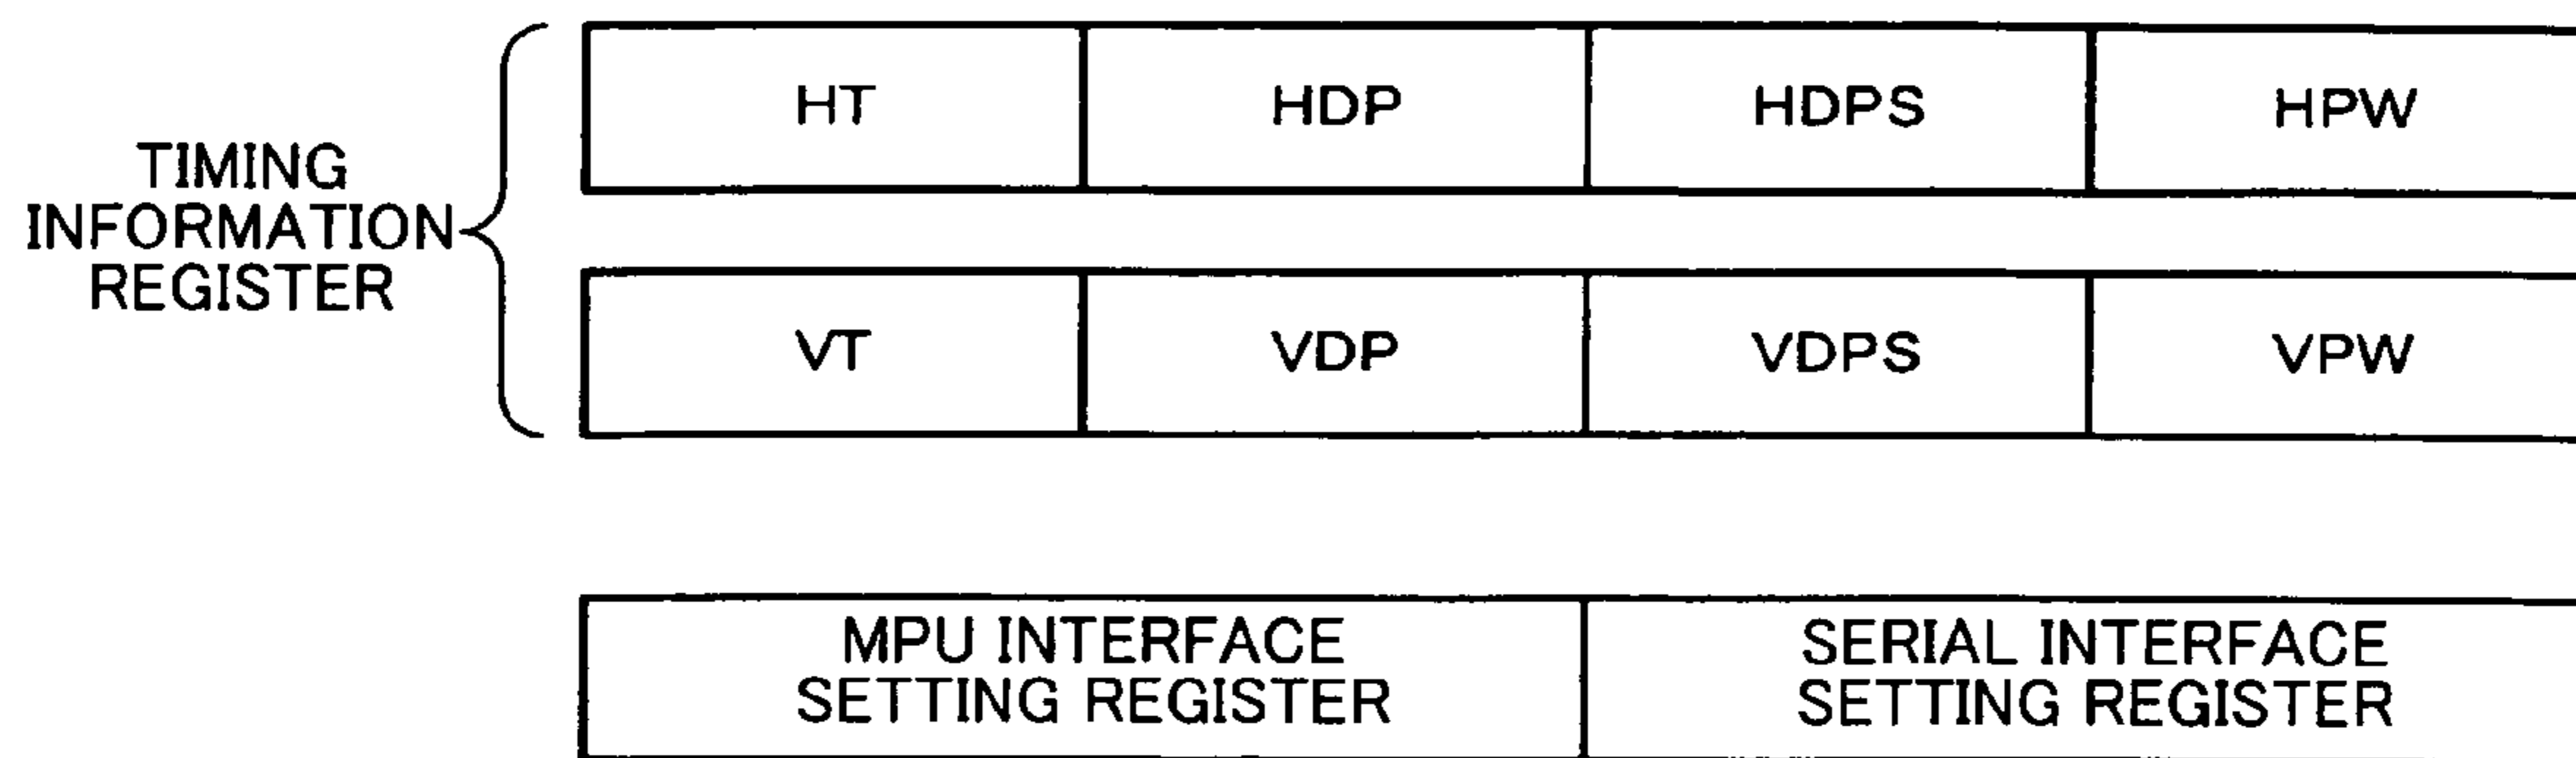 TIMING
INFORMATION
REGISTER
HT HDP HDPS HPW
VT VDP VDPS VPW
MPU INTERFACE
SETTING REGISTER
SERIAL INTERFACE
SETTING REGISTER